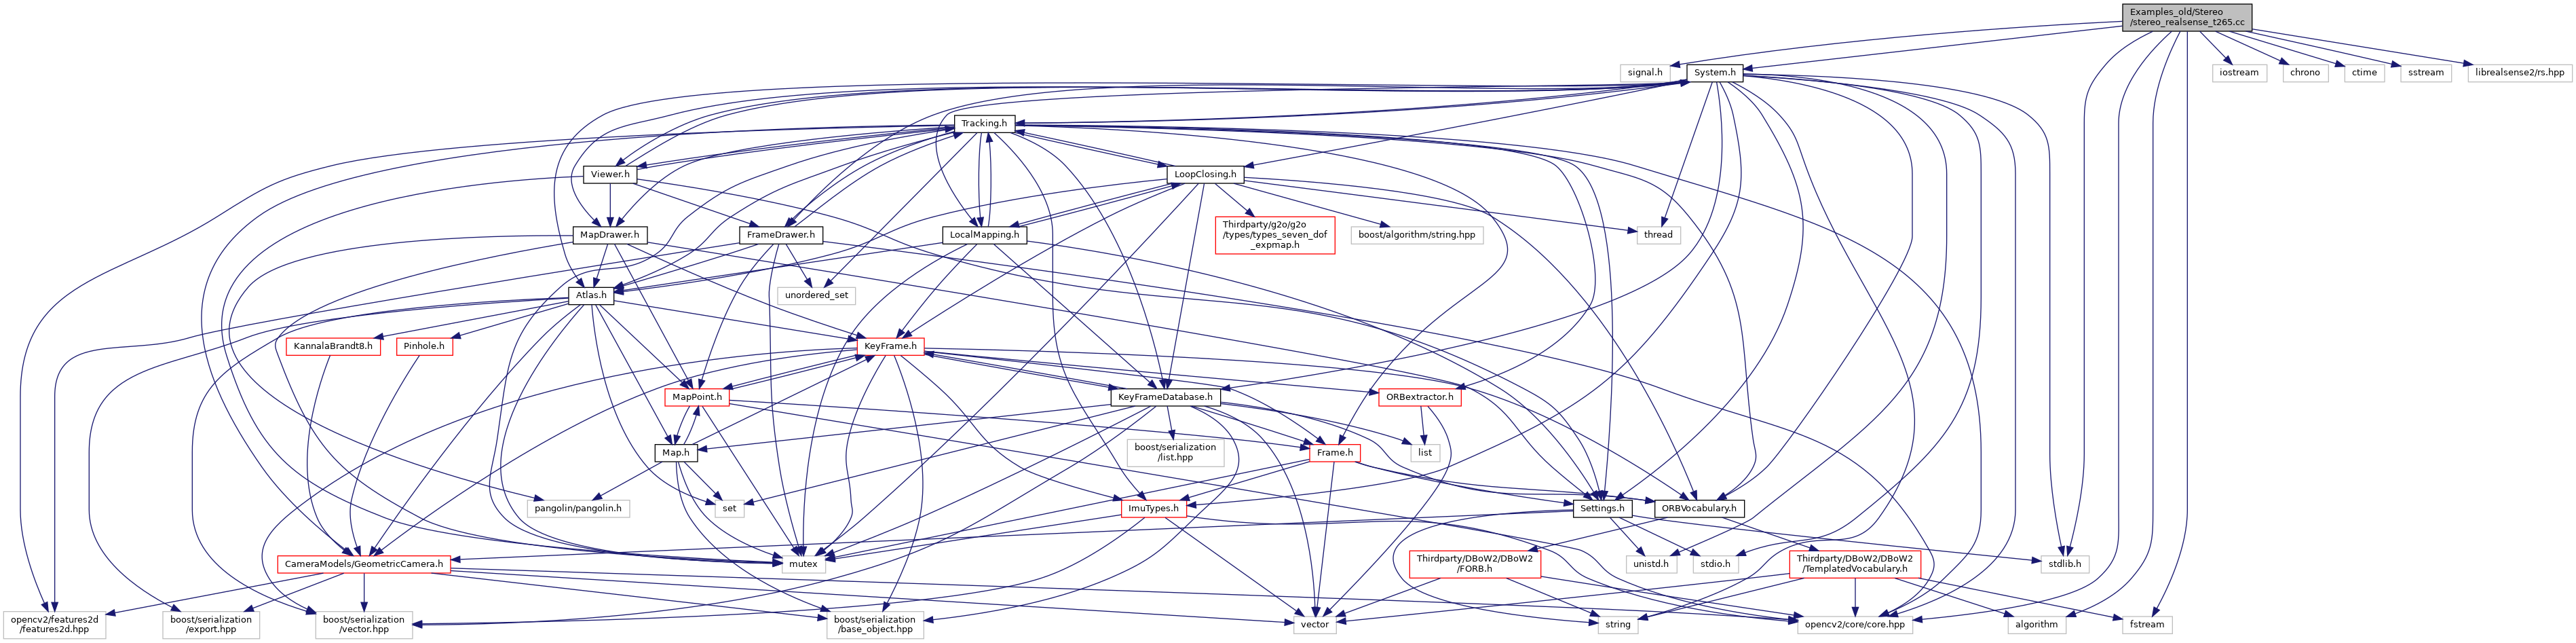 Examples_old/Stereo
/stereo_realsense_t265.cc
signal.h
System.h
iostream
chrono
ctime
sstream
librealsense2/rs.hpp
Tracking.h
Viewer.h
LoopClosing.h
MapDrawer.h
FrameDrawer.h
LocalMapping.h
Thirdparty/g2o/g2o
/types/types_seven_dof
_expmap.h
boost/algorithm/string.hpp
thread
Atlas.h
unordered_set
KannalaBrandt8.h
Pinhole.h
KeyFrame.h
MapPoint.h
KeyFrameDatabase.h
ORBextractor.h
Map.h
boost/serialization
/list.hpp
Frame.h
list
pangolin/pangolin.h
set
ImuTypes.h
Settings.h
ORBVocabulary.h
CameraModels/GeometricCamera.h
mutex
Thirdparty/DBoW2/DBoW2
/FORB.h
unistd.h
stdio.h
Thirdparty/DBoW2/DBoW2
/TemplatedVocabulary.h
stdlib.h
opencv2/features2d
/features2d.hpp
boost/serialization
/export.hpp
boost/serialization
/vector.hpp
boost/serialization
/base_object.hpp
vector
string
opencv2/core/core.hpp
algorithm
fstream